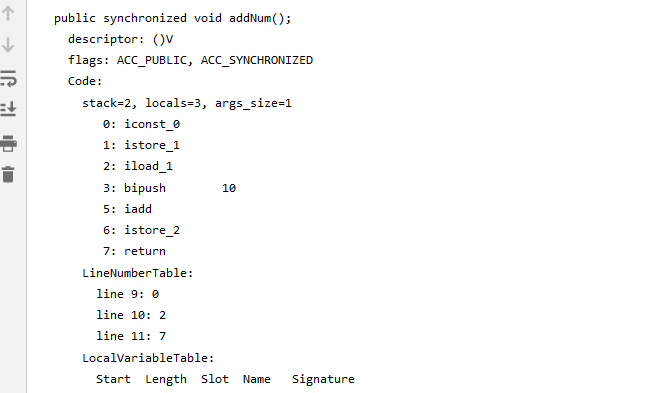 public synchronized void addNum();
descriptor: ()V
flags: ACC_PUBLIC, ACC_SYNCHRONIZED
Code:
stack=2, locals=3, args_size=1
0: iconst_0
1: istore_1
2: iload_1
3: bipush 10
5: iadd
6: istore_2
7: return
LineNumberTable:
line 9: 0
line 10: 2
line 11: 7
LocalVariableTable:
Start Length Slot Name Signature